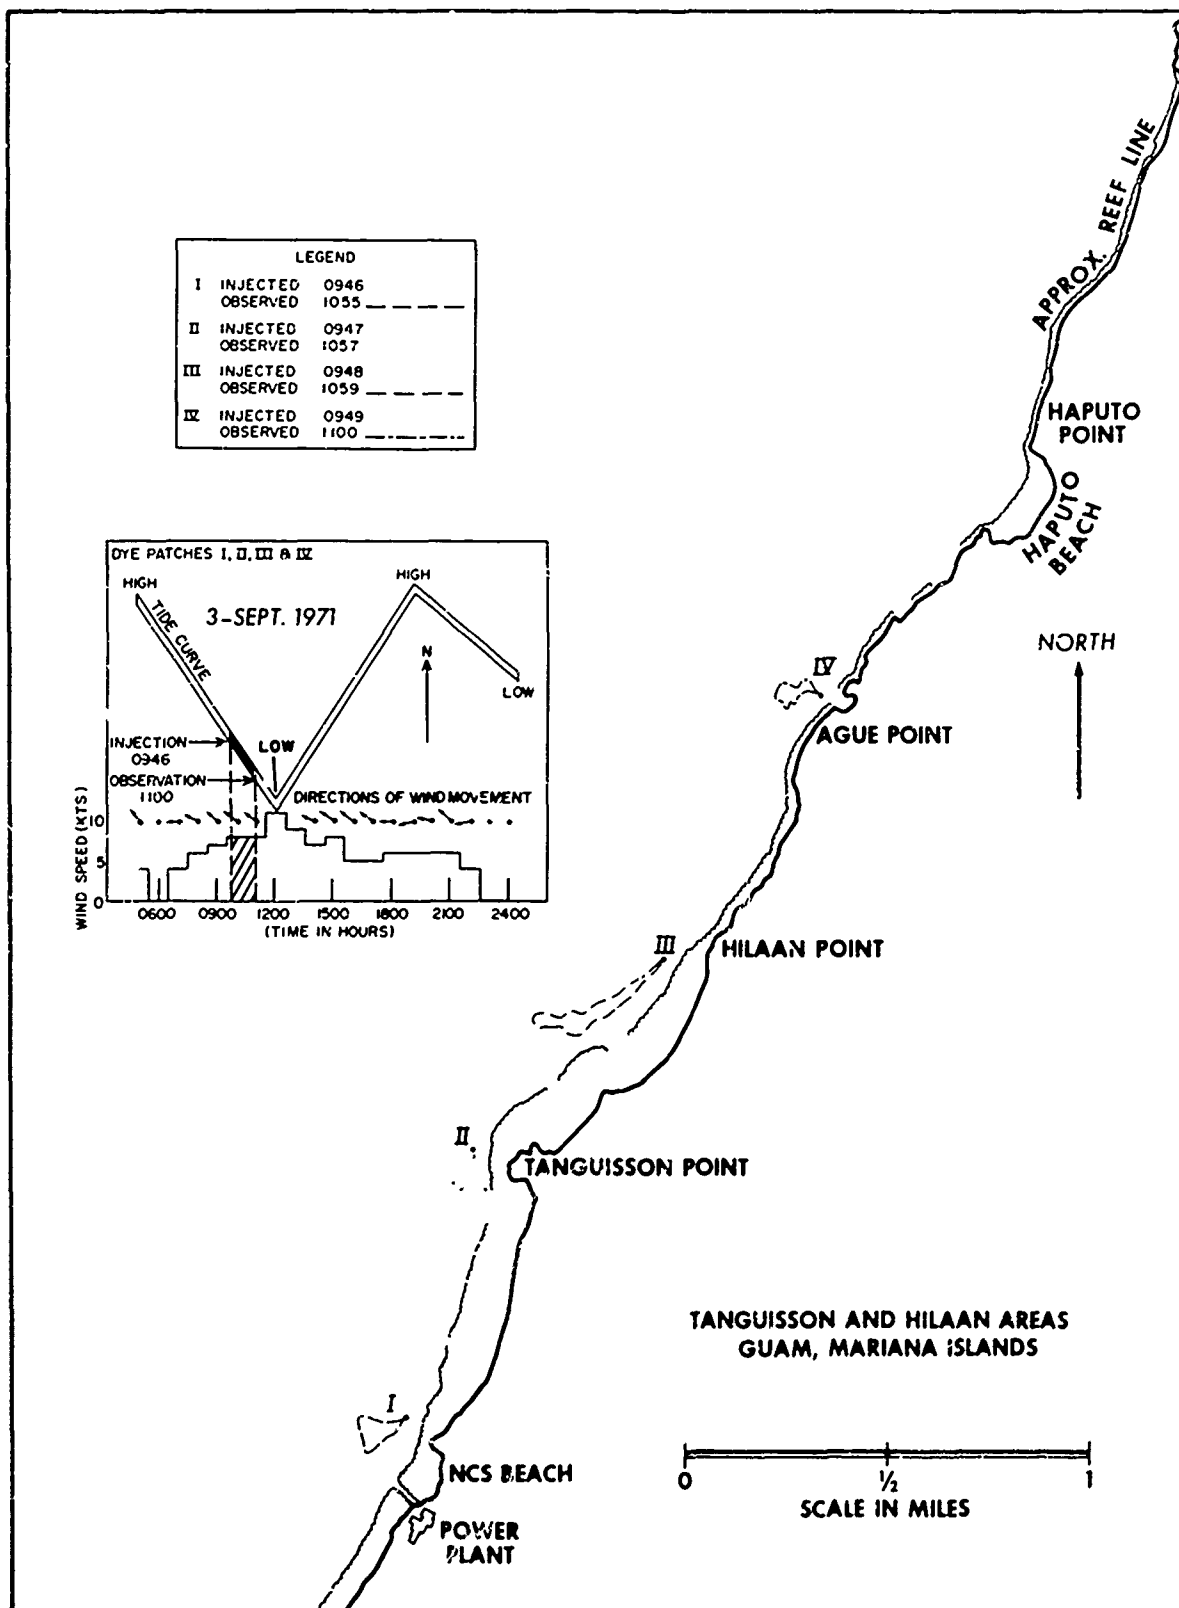 APPROX. REEF LINE
LEGEND
I INJECTED 0946
OBSERVED 1055
II INJECTED 0947
OBSERVED 1057
III INJECTED 0948
OBSERVED 1059
IV INJECTED 0949
OBSERVED 1100
HAPUTO
POINT
HAPUTO
BEACH
DYE PATCHES I, II, III & IV
HIGH
HIGH
TIDE CURVE
3-SEPT. 1971
N
LOW
INJECTION
0946
LOW
OBSERVATION
1100
DIRECTIONS OF WIND MOVEMENT
WIND SPEED (KTS)
10
5
0
0600 0900 1200 1500 1800 2100 2400
(TIME IN HOURS)
NORTH
IV
AGUE POINT
III
HILAAN POINT
II
TANGUISSON POINT
TANGUISSON AND HILAAN AREAS
GUAM, MARIANA ISLANDS
I
NCS BEACH
0 1/2 1
SCALE IN MILES
POWER
PLANT